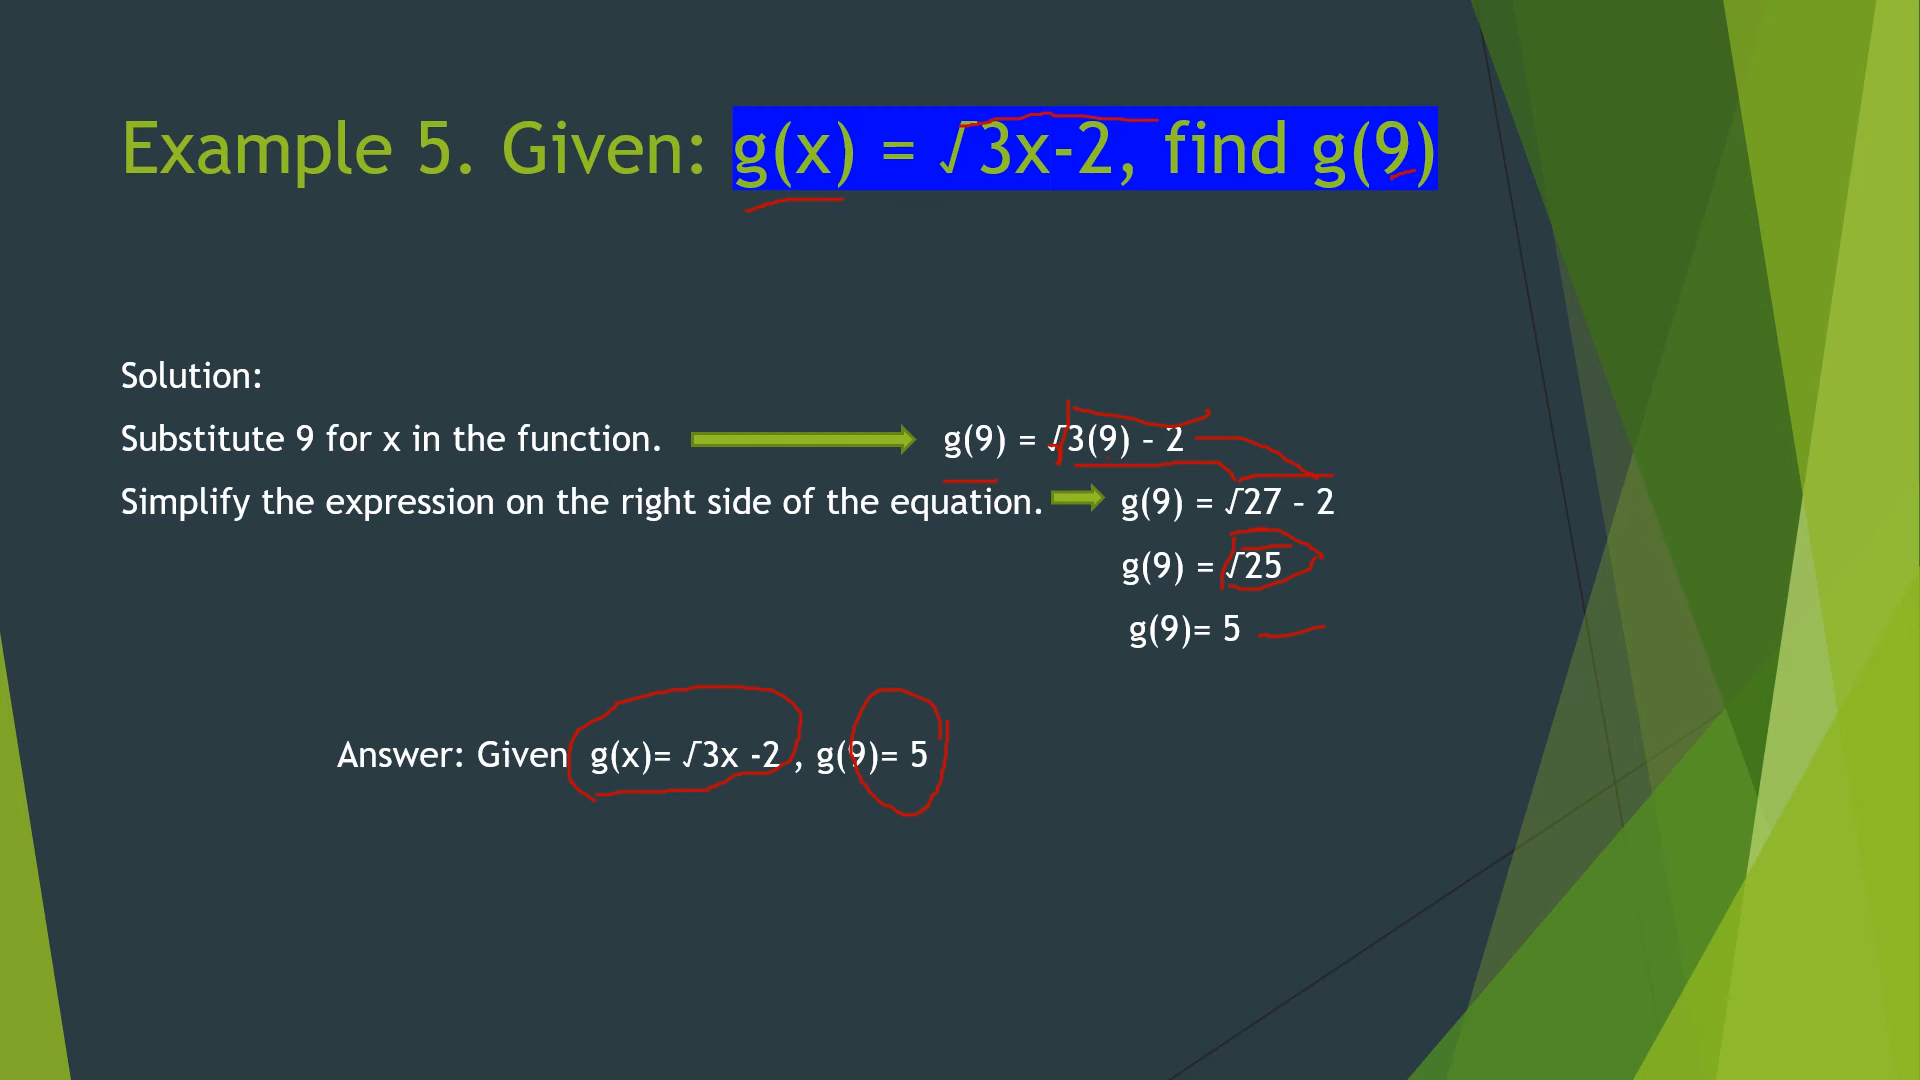 Example 5. Given: g(x) = √3x-2, find g(9)
Solution:
Substitute 9 for x in the function. g(9) = √3(9) – 2
Simplify the expression on the right side of the equation. g(9) = √27 – 2
g(9) = √25
g(9)= 5
Answer: Given g(x)= √3x -2 , g(9)= 5